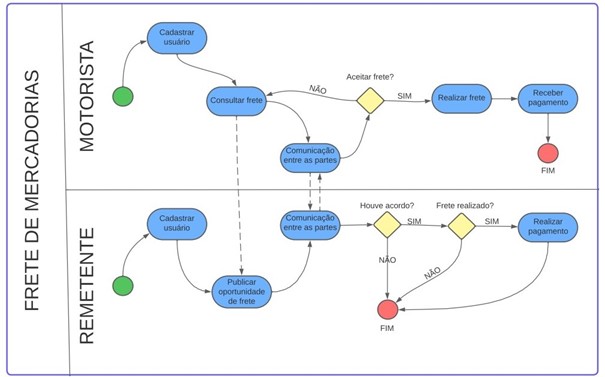 FRETE DE MERCADORIAS
MOTORISTA
Cadastrar
usuário
Consultar frete
Comunicação
entre as partes
Aceitar frete?
NÃO
SIM
Realizar frete
Receber
pagamento
FIM
REMETENTE
Cadastrar
usuário
Publicar
oportunidade
de frete
Comunicação
entre as partes
Houve acordo?
SIM
NÃO
Frete realizado?
SIM
NÃO
Realizar
pagamento
FIM